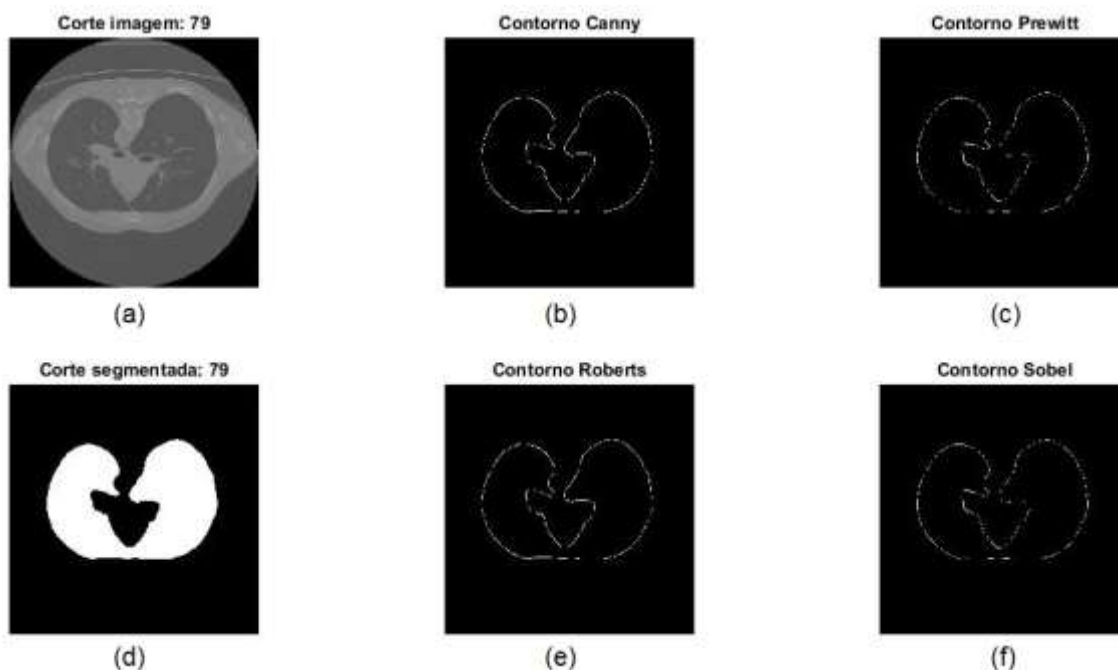 Corte imagem: 79
Contorno Canny
Contorno Prewitt
(a)
(b)
(c)
Corte segmentada: 79
Contorno Roberts
Contorno Sobel
(d)
(e)
(f)